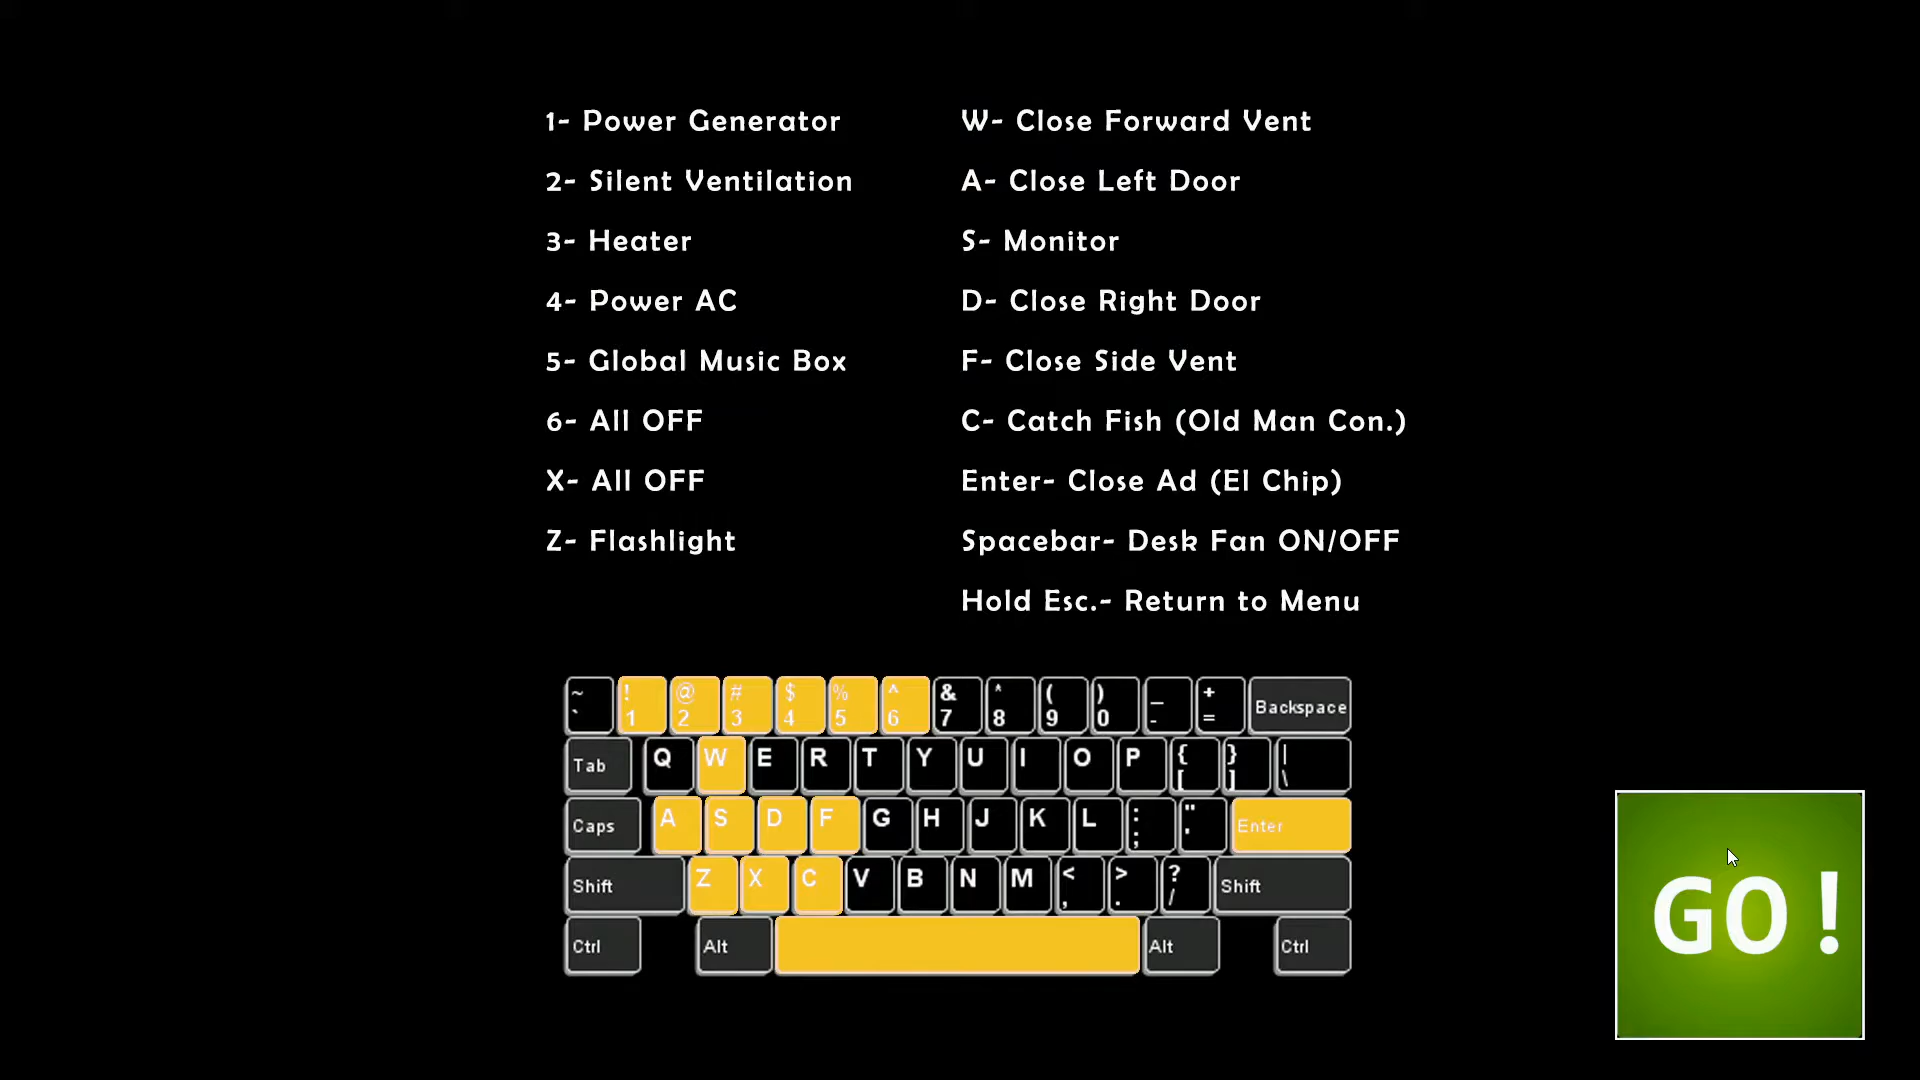 1- Power Generator
2- Silent Ventilation
3- Heater
4- Power AC
5- Global Music Box
6- All OFF
X- All OFF
Z- Flashlight
W- Close Forward Vent
A- Close Left Door
S- Monitor
D- Close Right Door
F- Close Side Vent
C- Catch Fish (Old Man Con.)
Enter- Close Ad (El Chip)
Spacebar- Desk Fan ON/OFF
Hold Esc.- Return to Menu
~ ! @ # $ % ^ & * ( ) _ +
` 1 2 3 4 5 6 7 8 9 0 - = Backspace
Tab Q W E R T Y U I O P { } |
[ ] \
Caps A S D F G H J K L : " Enter
; '
Shift Z X C V B N M < > ? Shift
, . /
Ctrl Alt Alt Ctrl
GO!